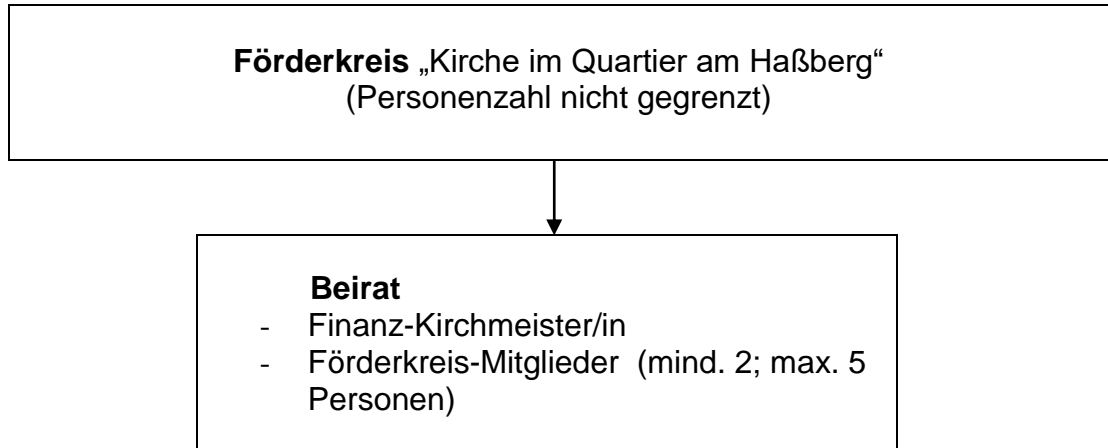 Förderkreis „Kirche im Quartier am Haßberg“
(Personenzahl nicht gegrenzt)
Beirat
- Finanz-Kirchmeister/in
- Förderkreis-Mitglieder (mind. 2; max. 5
Personen)